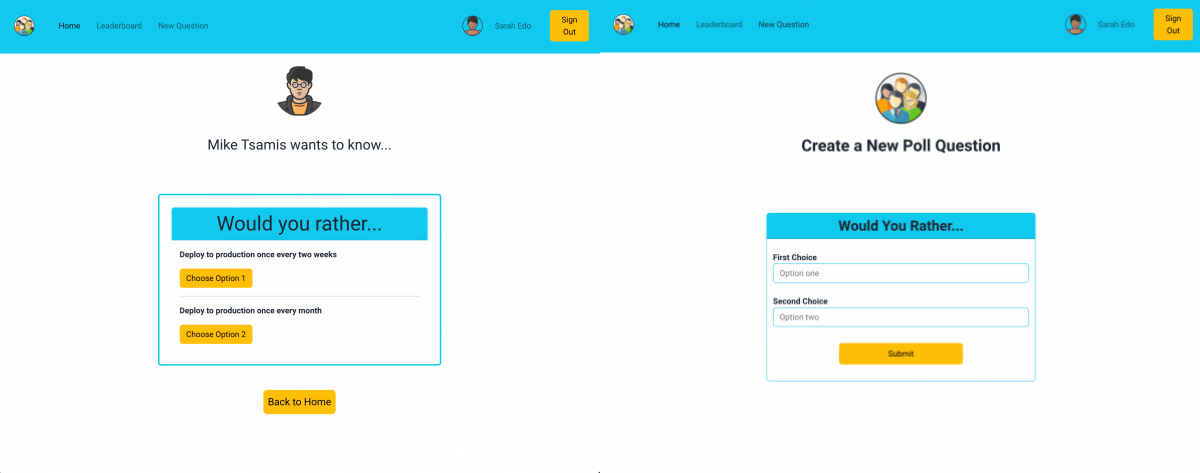 Home Leaderboard New Question Sarah Edo Sign Out
Mike Tsamis wants to know...
Would you rather...
Deploy to production once every two weeks
Choose Option 1
Deploy to production once every month
Choose Option 2
Back to Home
Home Leaderboard New Question Sarah Edo Sign Out
Create a New Poll Question
Would You Rather...
First Choice
Option one
Second Choice
Option two
Submit